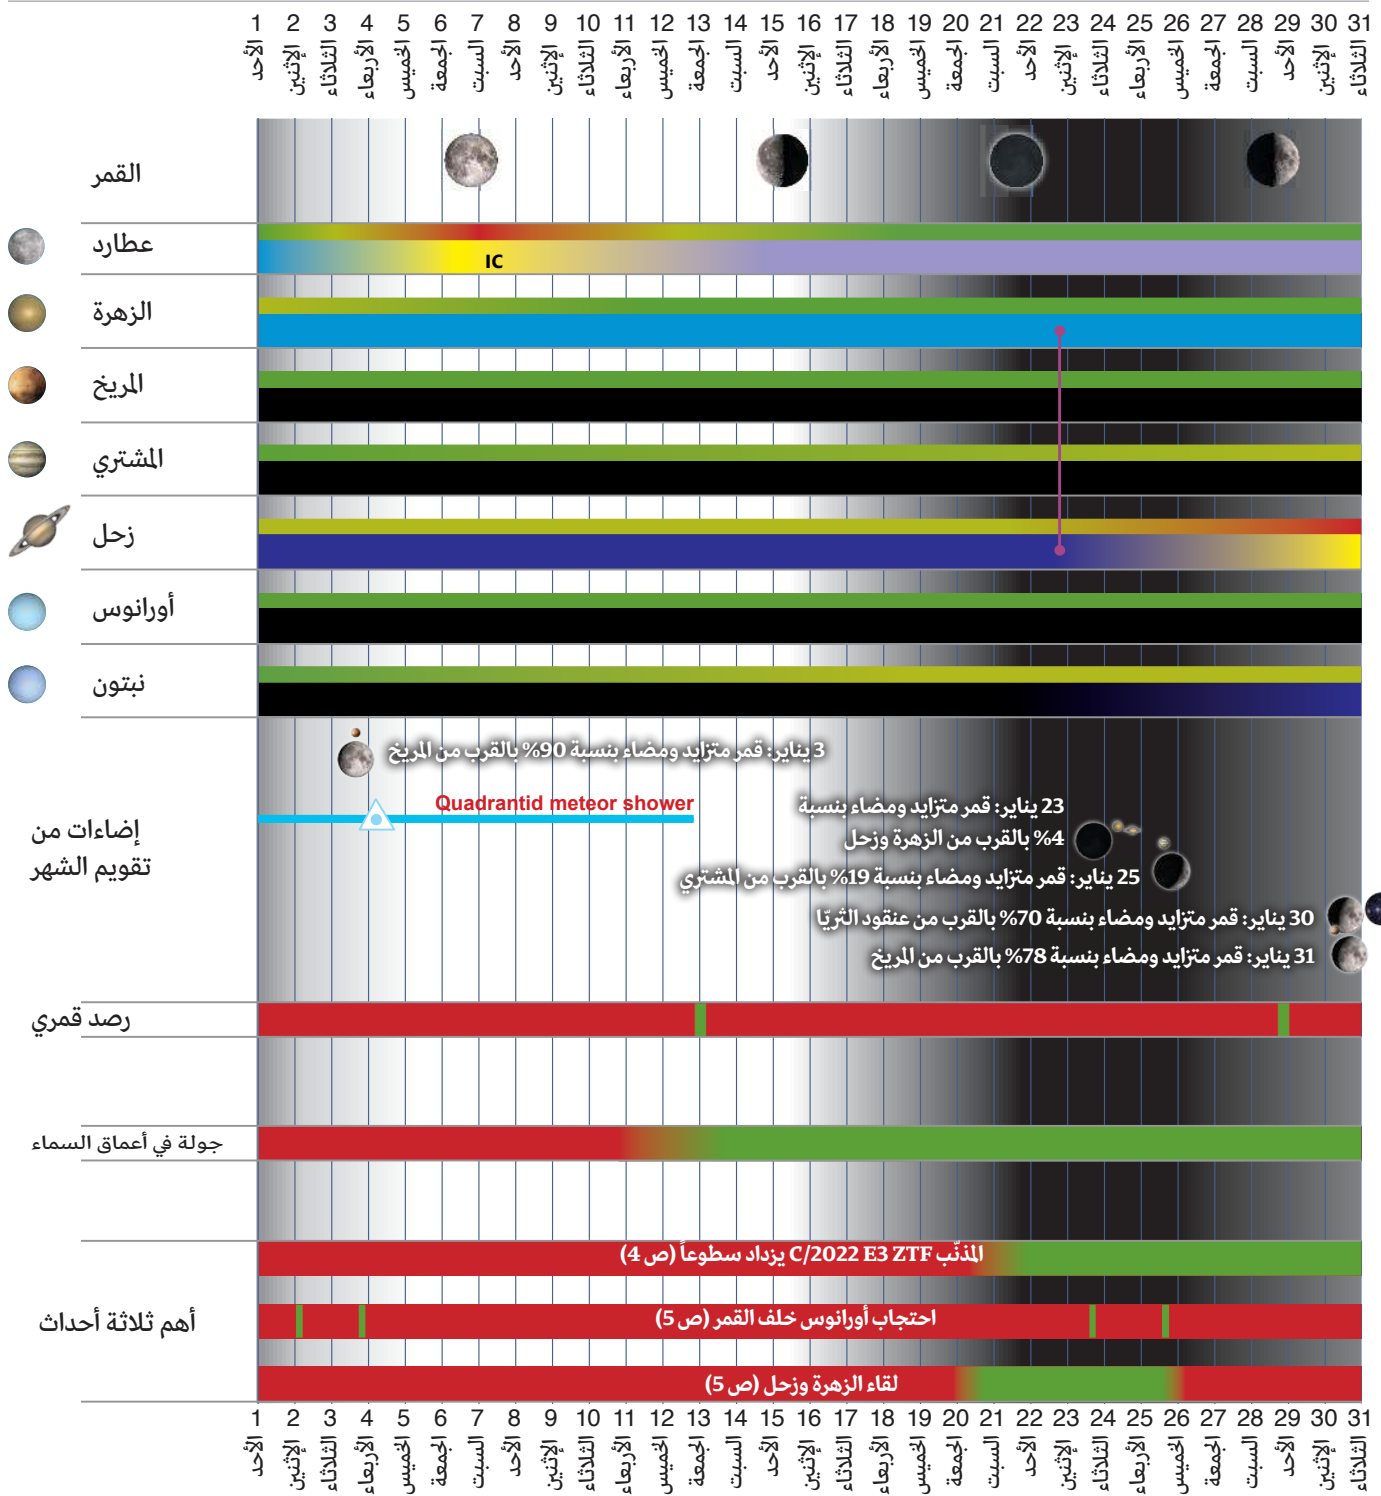 1 2 3 4 5 6 7 8 9 10 11 12 13 14 15 16 17 18 19 20 21 22 23 24 25 26 27 28 29 30 31
الأحد الإثنين الثلاثاء الأربعاء الخميس الجمعة السبت الأحد الإثنين الثلاثاء الأربعاء الخميس الجمعة السبت الأحد الإثنين الثلاثاء الأربعاء الخميس الجمعة السبت الأحد الإثنين الثلاثاء الأربعاء الخميس الجمعة السبت الأحد الإثنين الثلاثاء
القمر
عطارد
IC
الزهرة
المريخ
المشتري
زحل
أورانوس
نبتون
3 يناير: قمر متزايد ومضاء بنسبة 90% بالقرب من المريخ
Quadrantid meteor shower
إضاءات من
تقويم الشهر
23 يناير: قمر متزايد ومضاء بنسبة
4% بالقرب من الزهرة وزحل
25 يناير: قمر متزايد ومضاء بنسبة 19% بالقرب من المشتري
30 يناير: قمر متزايد ومضاء بنسبة 70% بالقرب من عنقود الثريّا
31 يناير: قمر متزايد ومضاء بنسبة 78% بالقرب من المريخ
رصد قمري
جولة في أعماق السماء
أهم ثلاثة أحداث
المذنّب C/2022 E3 ZTF يزداد سطوعاً (ص 4)
احتجاب أورانوس خلف القمر (ص 5)
لقاء الزهرة وزحل (ص 5)
1 2 3 4 5 6 7 8 9 10 11 12 13 14 15 16 17 18 19 20 21 22 23 24 25 26 27 28 29 30 31
الأحد الإثنين الثلاثاء الأربعاء الخميس الجمعة السبت الأحد الإثنين الثلاثاء الأربعاء الخميس الجمعة السبت الأحد الإثنين الثلاثاء الأربعاء الخميس الجمعة السبت الأحد الإثنين الثلاثاء الأربعاء الخميس الجمعة السبت الأحد الإثنين الثلاثاء